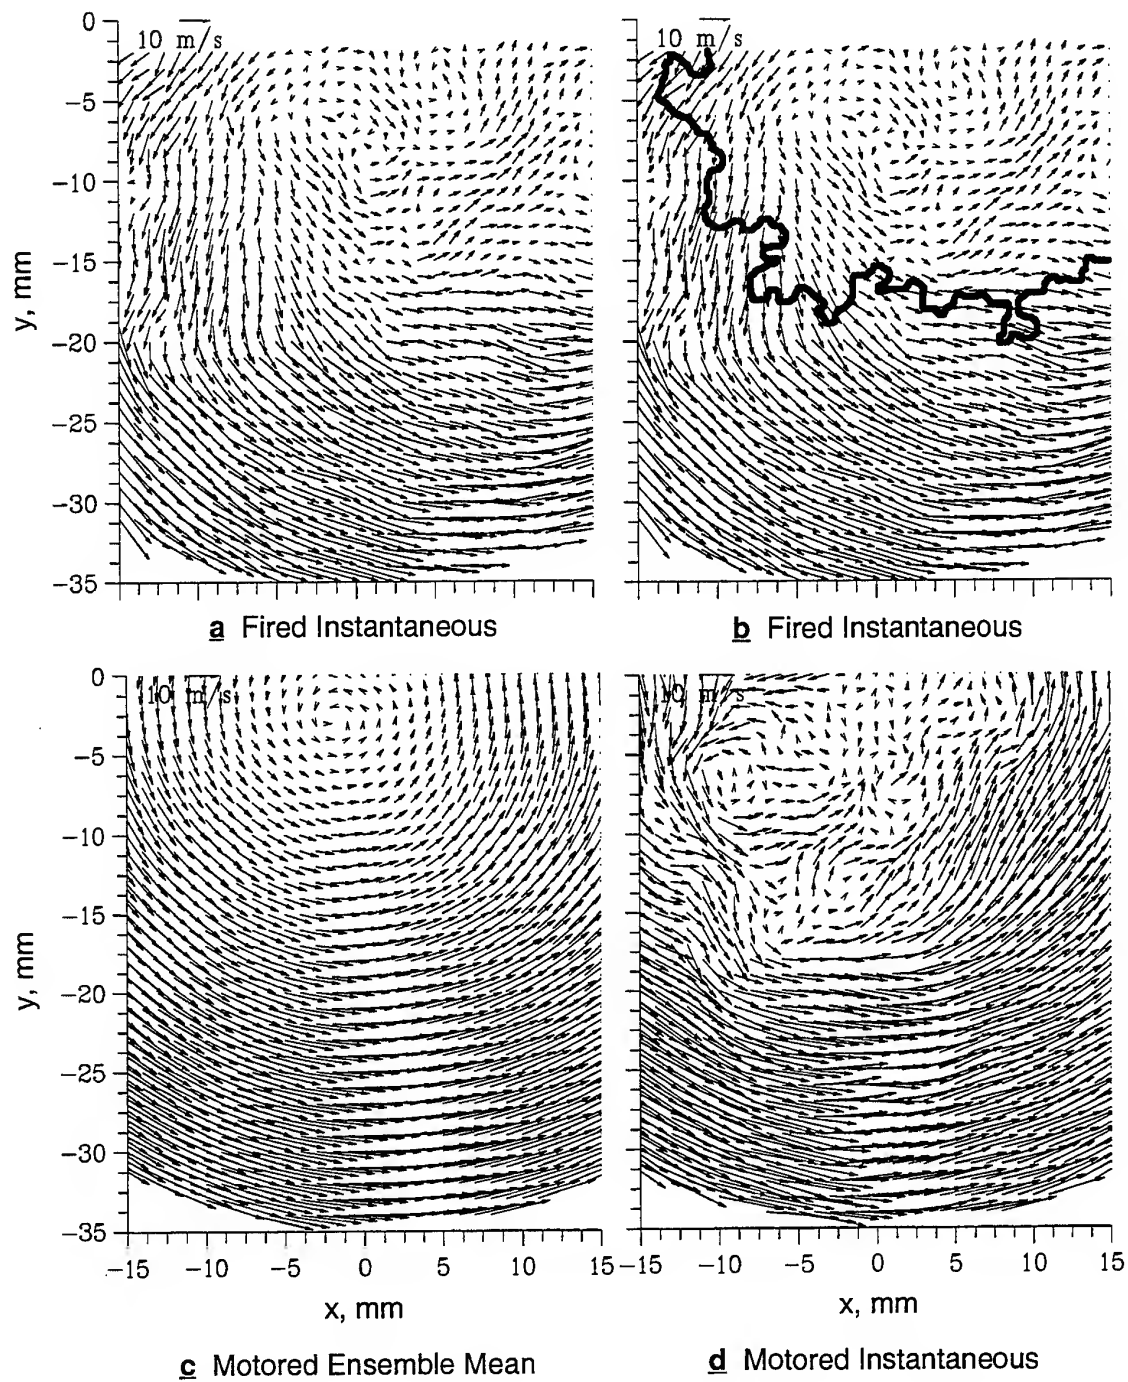 0
-5
-10
-15
-20
-25
-30
-35
y, mm
10 m/s
10 m/s
a Fired Instantaneous
b Fired Instantaneous
0
-5
-10
-15
-20
-25
-30
-35
y, mm
10 m/s
10 m/s
-15 -10 -5 0 5 10 15
-15 -10 -5 0 5 10 15
x, mm
x, mm
c Motored Ensemble Mean
d Motored Instantaneous